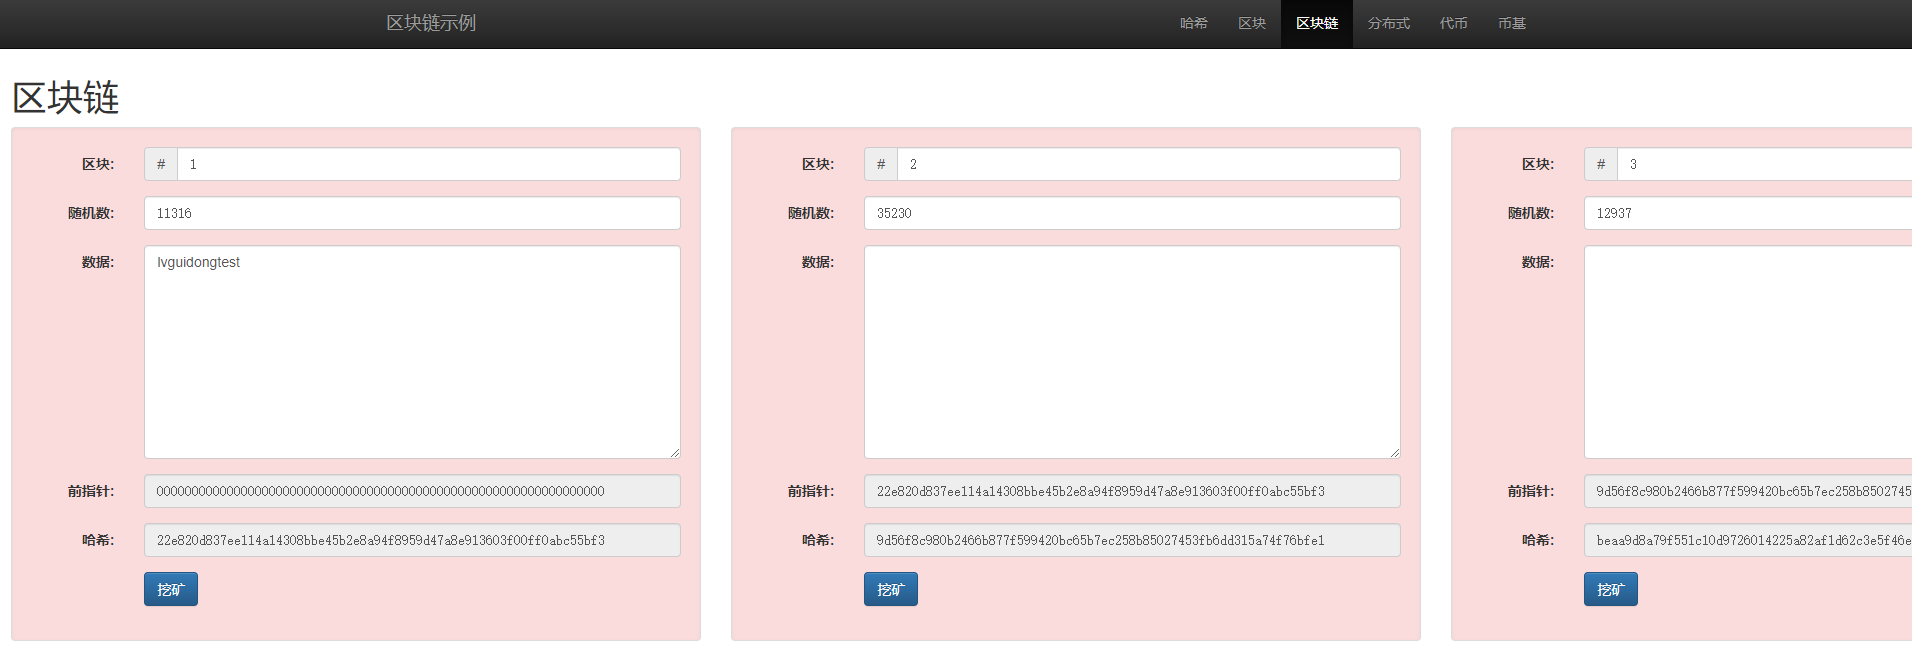 区块链示例 哈希 区块 区块链 分布式 代币 币基
区块链
区块: # 1
随机数: 11316
数据: lvguidongtest
前指针: 0000000000000000000000000000000000000000000000000000000000000000
哈希: 22e820d837ee114a14308bbe45b2e8a94f8959d47a8e913603f00ff0abc55bf3
挖矿
区块: # 2
随机数: 35230
数据:
前指针: 22e820d837ee114a14308bbe45b2e8a94f8959d47a8e913603f00ff0abc55bf3
哈希: 9d56f8c980b2466b877f599420bc65b7ec258b85027453fb6dd315a74f76bfe1
挖矿
区块: # 3
随机数: 12937
数据:
前指针: 9d56f8c980b2466b877f599420bc65b7ec258b8502745
哈希: beaa9d8a79f551c10d9726014225a82af1d62c3e5f46e
挖矿